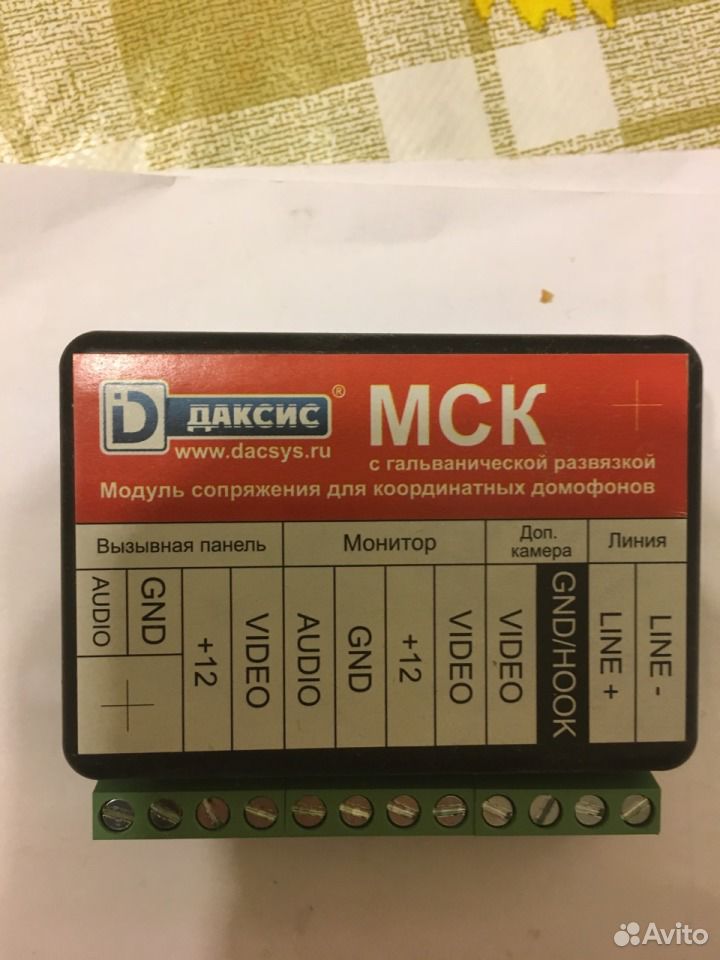 ДАКСИС®
МСК
www.dacsys.ru
с гальванической развязкой
Модуль сопряжения для координатных домофонов
Вызывная панель
Монитор
Доп.
камера
Линия
AUDIO
GND
+12
VIDEO
AUDIO
GND
+12
VIDEO
VIDEO
GND/HOOK
LINE +
LINE -
Avito